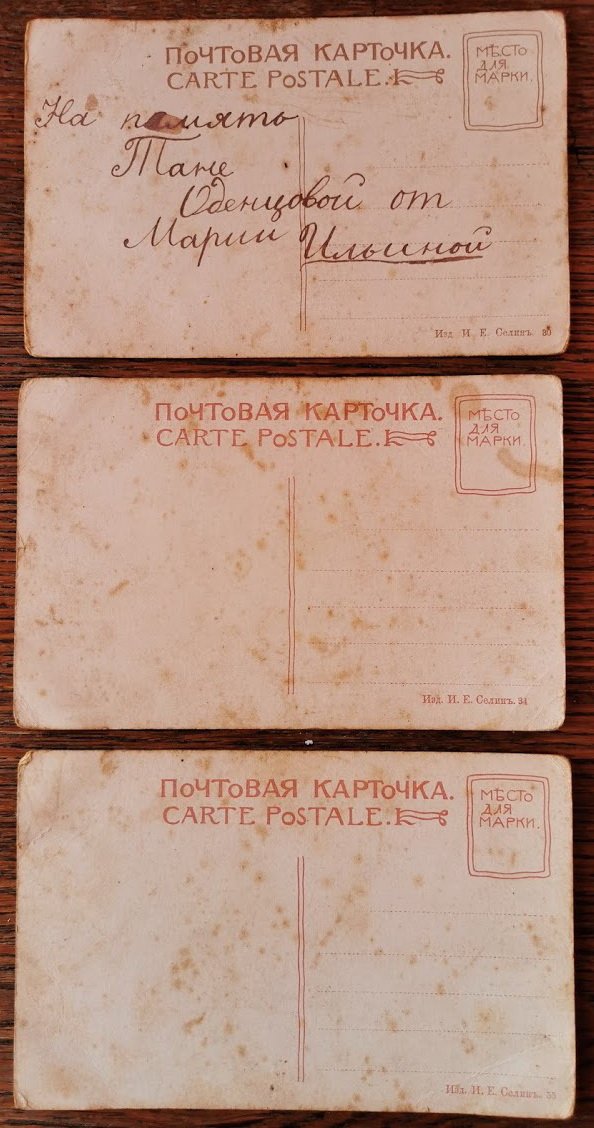 ПОЧТОВАЯ КАРТОЧКА.
CARTE POSTALE.
МѢСТО
ДЛЯ
МАРКИ.
На память
Тане
Оденцовой от
Марии Ильиной
Изд. И. Е. Селинъ. 30
ПОЧТОВАЯ КАРТОЧКА.
CARTE POSTALE.
МѢСТО
ДЛЯ
МАРКИ.
Изд. И. Е. Селинъ. 34
ПОЧТОВАЯ КАРТОЧКА.
CARTE POSTALE.
МѢСТО
ДЛЯ
МАРКИ.
Изд. И. Е. Селинъ.